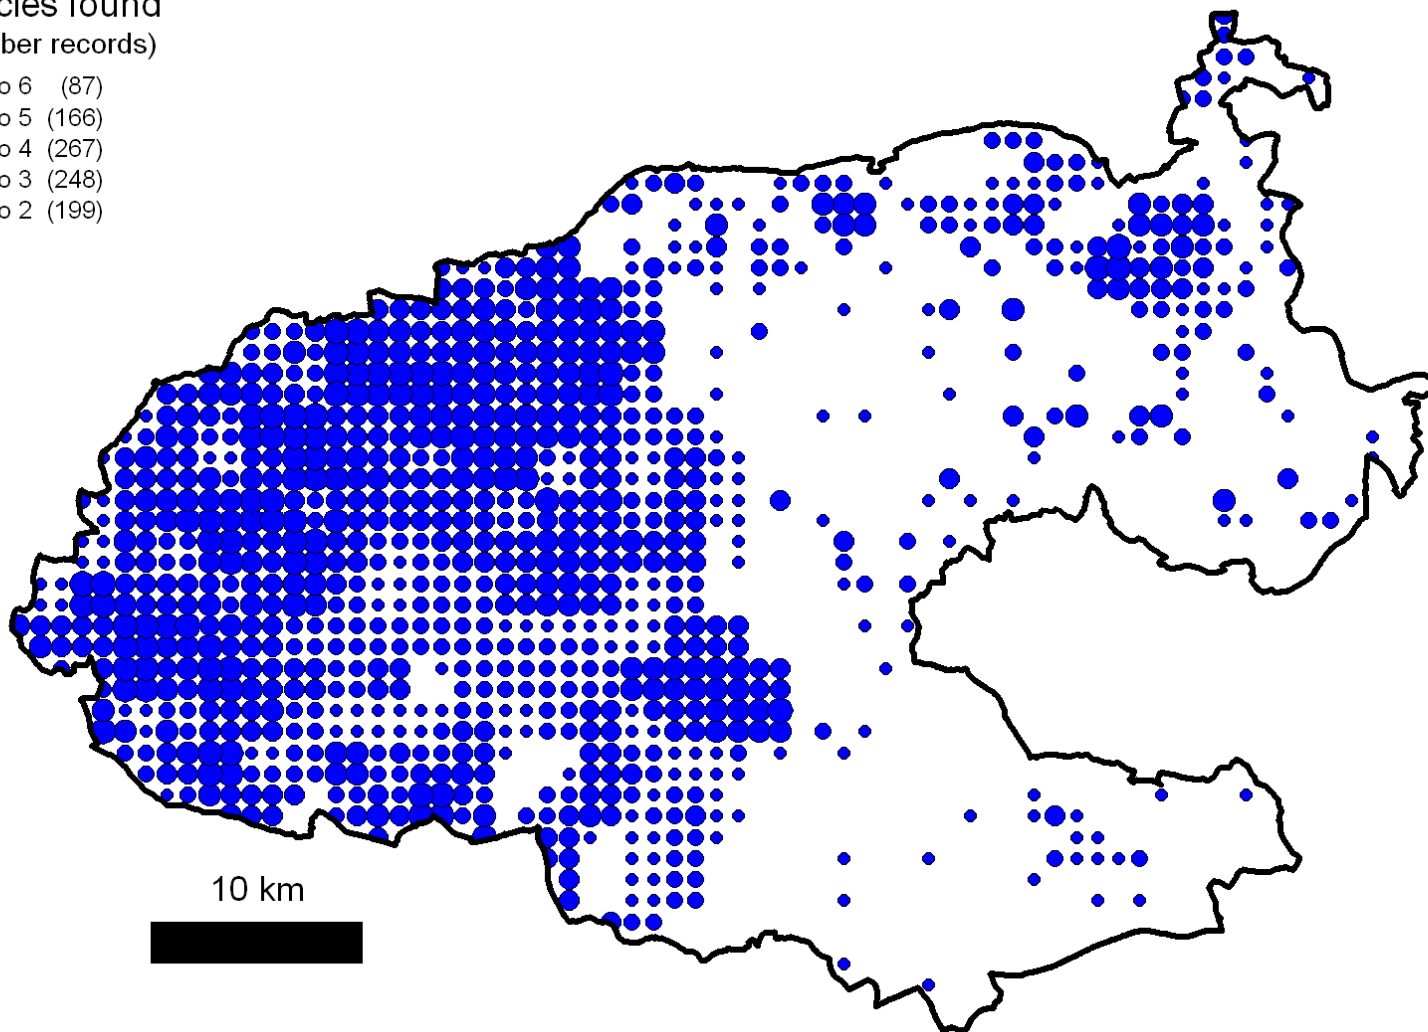 cies found
ber records)
o 6 (87)
o 5 (166)
o 4 (267)
o 3 (248)
o 2 (199)
10 km